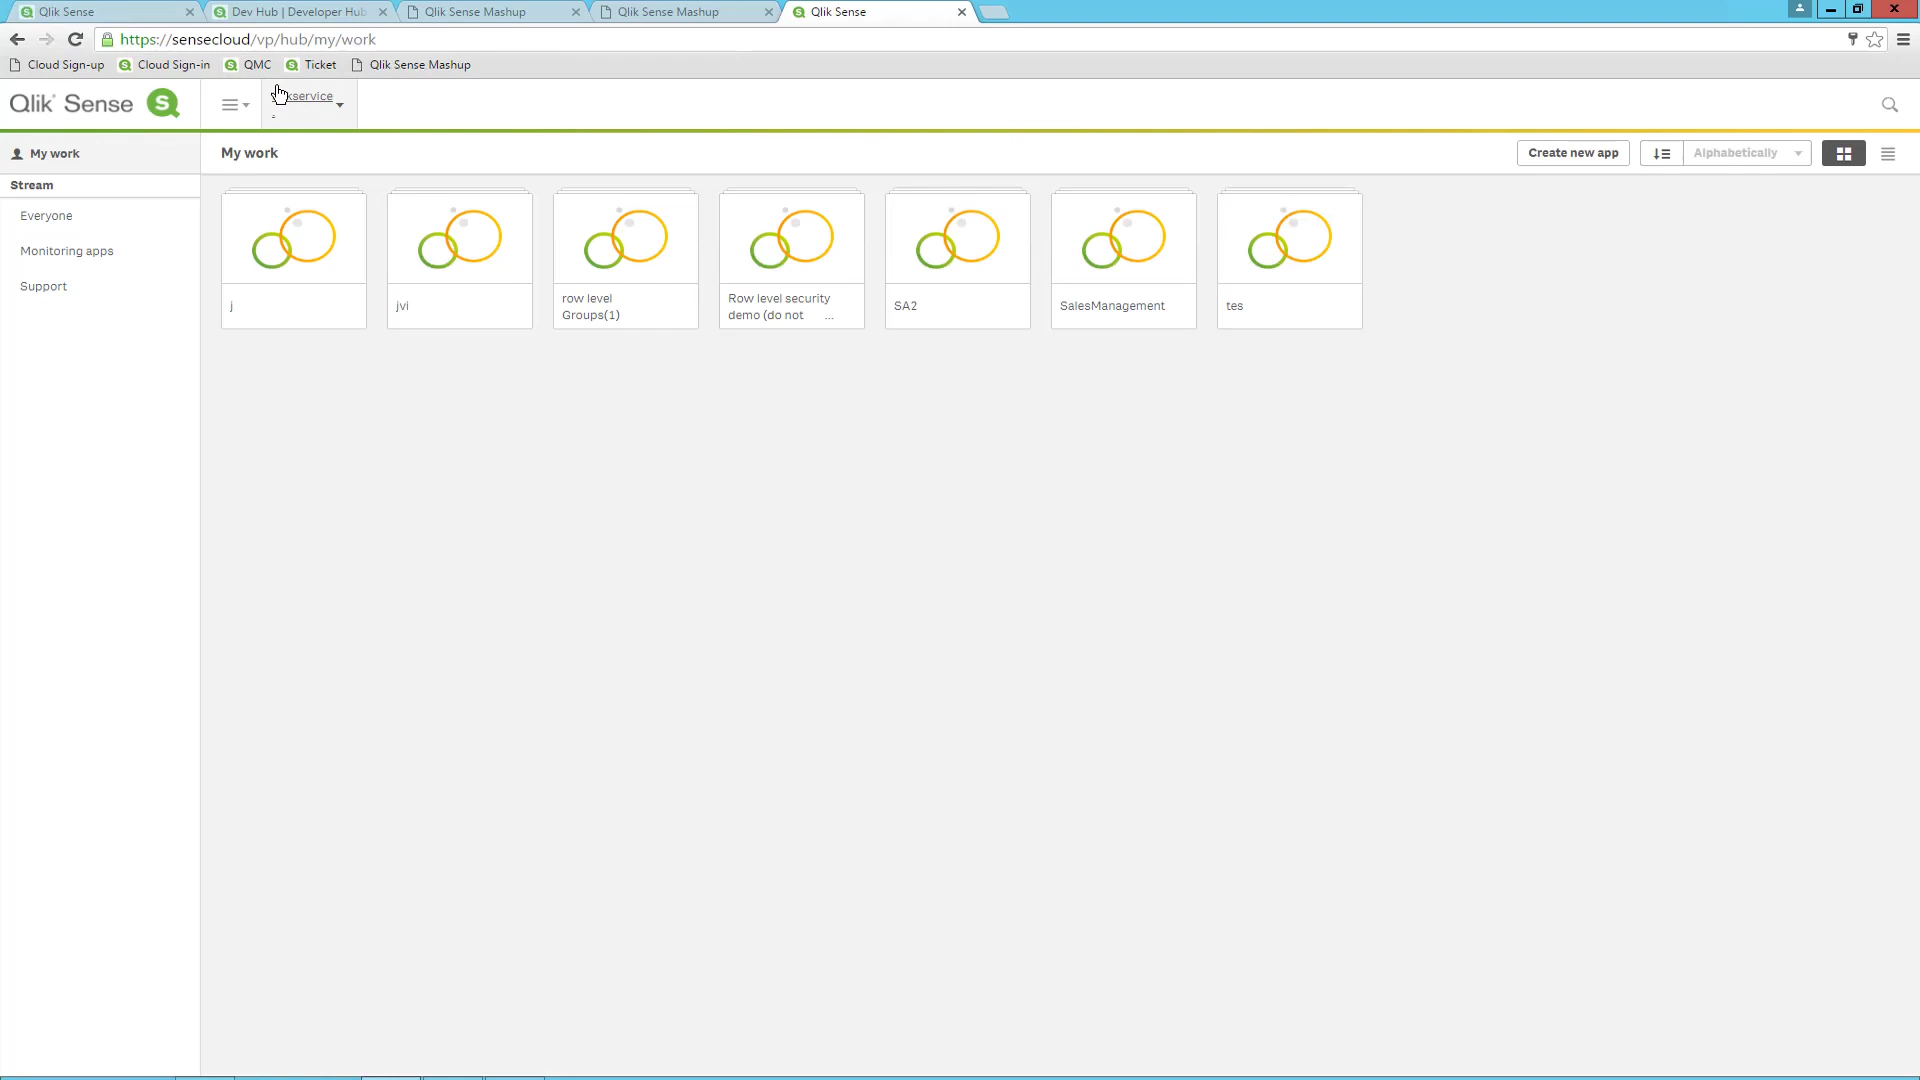 Qlik Sense
Dev Hub | Developer Hub
Qlik Sense Mashup
Qlik Sense Mashup
Qlik Sense
https://sensecloud/vp/hub/my/work
Cloud Sign-up
Cloud Sign-in
QMC
Ticket
Qlik Sense Mashup
Qlik Sense
My work
My work
Create new app
Alphabetically
Stream
Everyone
Monitoring apps
Support
j
jvi
row level
Groups(1)
Row level security
demo (do not ...
SA2
SalesManagement
tes